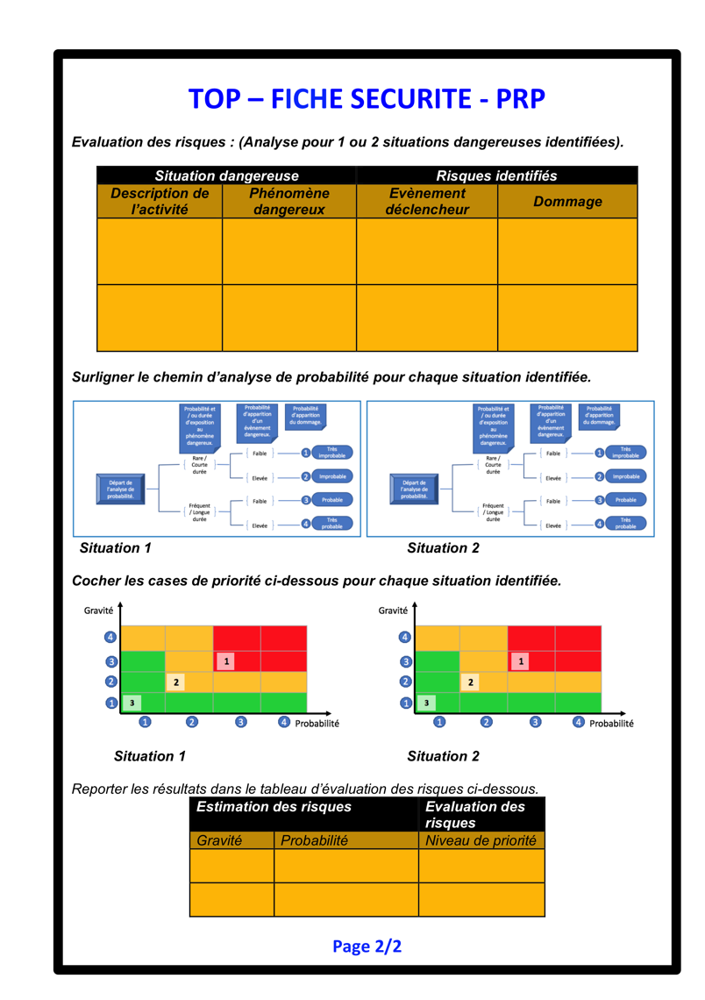 TOP – FICHE SECURITE - PRP
Evaluation des risques : (Analyse pour 1 ou 2 situations dangereuses identifiées).
Situation dangereuse
Risques identifiés
Description de
l'activité
Phénomène
dangereux
Evènement
déclencheur
Dommage
Surligner le chemin d'analyse de probabilité pour chaque situation identifiée.
Probabilité et
/ ou durée
d'exposition
au
phénomène
dangereux.
Probabilité
d'apparition
d'un
évènement
dangereux.
Probabilité
d'apparition
du dommage.
Départ de
l'analyse de
probabilité.
Rare /
Courte
durée
Fréquent
/ Longue
durée
Faible
Elevée
Faible
Elevée
1 Très
improbable
2 Improbable
3 Probable
4 Très
probable
Probabilité et
/ ou durée
d'exposition
au
phénomène
dangereux.
Probabilité
d'apparition
d'un
évènement
dangereux.
Probabilité
d'apparition
du dommage.
Départ de
l'analyse de
probabilité.
Rare /
Courte
durée
Fréquent
/ Longue
durée
Faible
Elevée
Faible
Elevée
1 Très
improbable
2 Improbable
3 Probable
4 Très
probable
Situation 1
Situation 2
Cocher les cases de priorité ci-dessous pour chaque situation identifiée.
Gravité
4
3
1
2
2
1
3
1 2 3 4 Probabilité
Gravité
4
3
1
2
2
1
3
1 2 3 4 Probabilité
Situation 1
Situation 2
Reporter les résultats dans le tableau d'évaluation des risques ci-dessous.
Estimation des risques
Evaluation des
risques
Gravité
Probabilité
Niveau de priorité
Page 2/2